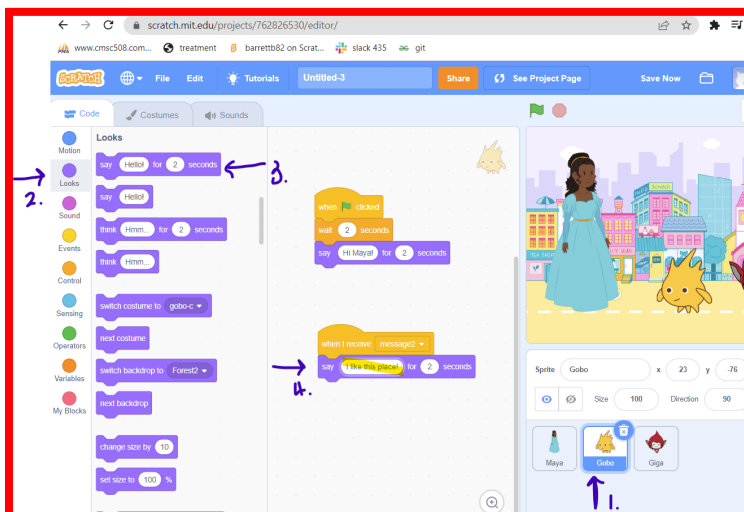 scratch.mit.edu/projects/762826530/editor/
www.cmsc508.com... treatment barrettb82 on Scrat... slack 435 git
SCRATCH File Edit Tutorials Untitled-3 Share See Project Page Save Now
Code Costumes Sounds
Motion
Looks
Sound
Events
Control
Sensing
Operators
Variables
My Blocks
Looks
say Hello! for 2 seconds
say Hello!
think Hmm... for 2 seconds
think Hmm...
switch costume to gobo-c
next costume
switch backdrop to Forest2
next backdrop
change size by 10
set size to 100 %
2.
3.
when clicked
wait 2 seconds
say Hi Maya! for 2 seconds
when I receive message2
say I like this place! for 2 seconds
4.
Scratch
TEA SHOP
Sprite Gobo x 23 y -76
Size 100 Direction 90
Maya Gobo Giga
1.